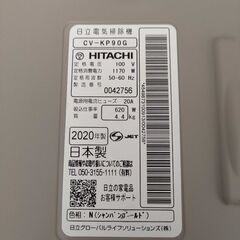 日立電気掃除機
CV-KP90G
HITACHI
定格電圧 100 V
定格消費電力 1170 W
定格周波数 50-60 Hz
0042756
電源用電流ヒューズ 20A
吸込仕事率 620 W
質量 4.4 kg
2020年製
JET
日本製
TEL 050-3155-1111
日立の家電品
お客様サポート
色相：N(シャンパンゴールド)
日立グローバルライフソリューションズ(株)